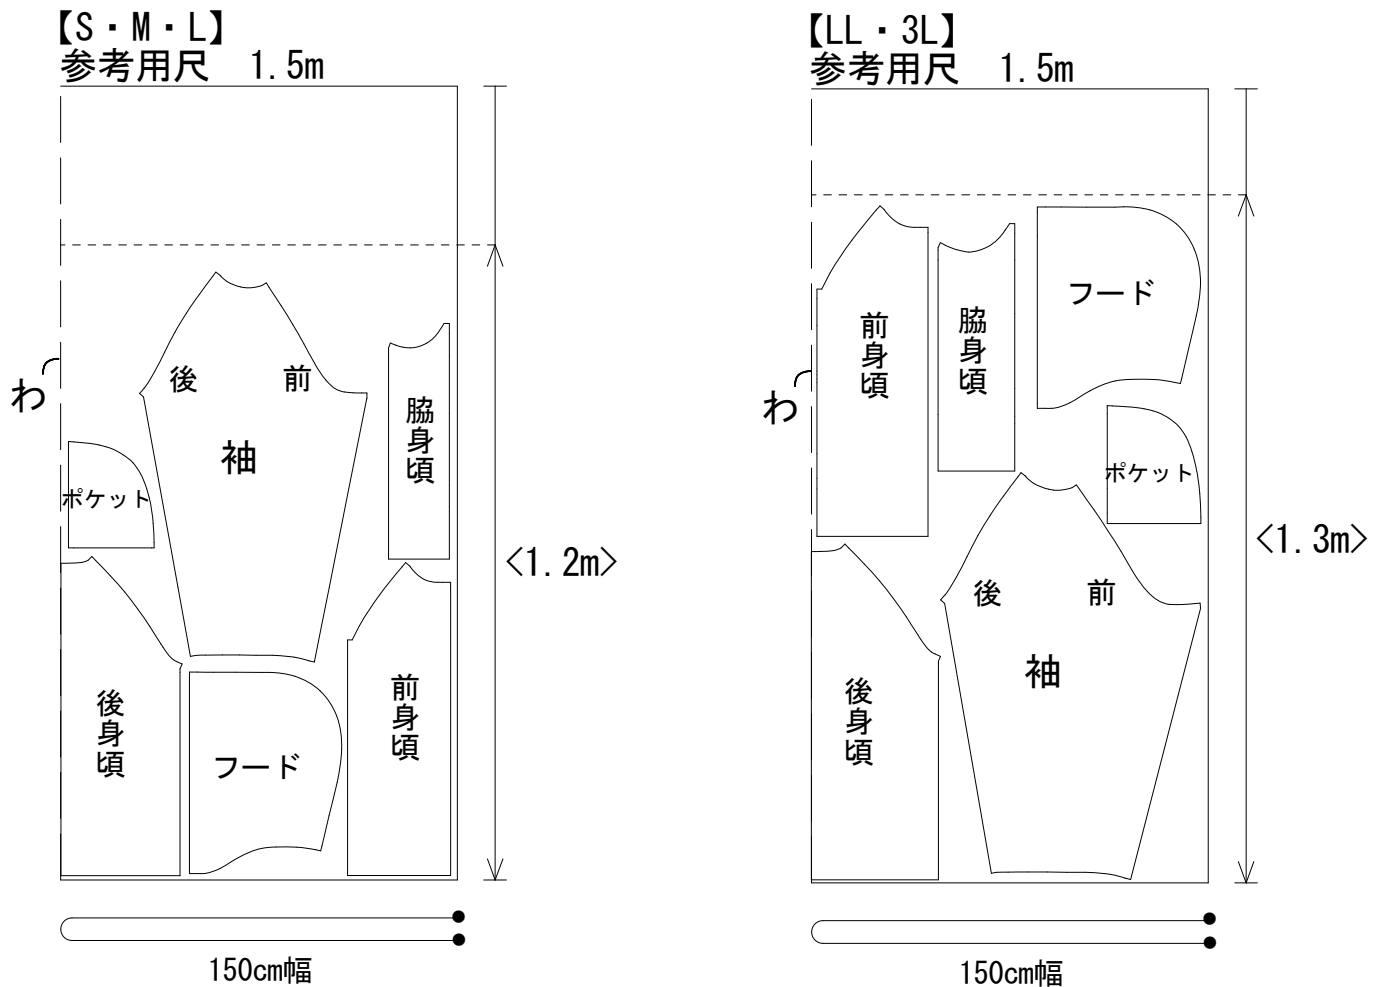 【S・M・L】
参考用尺　1.5m
後
前
袖
脇身頃
わ
ポケット
<1.2m>
後身頃
フード
前身頃
150cm幅
【LL・3L】
参考用尺　1.5m
フード
前身頃
脇身頃
わ
ポケット
<1.3m>
後
前
袖
後身頃
150cm幅